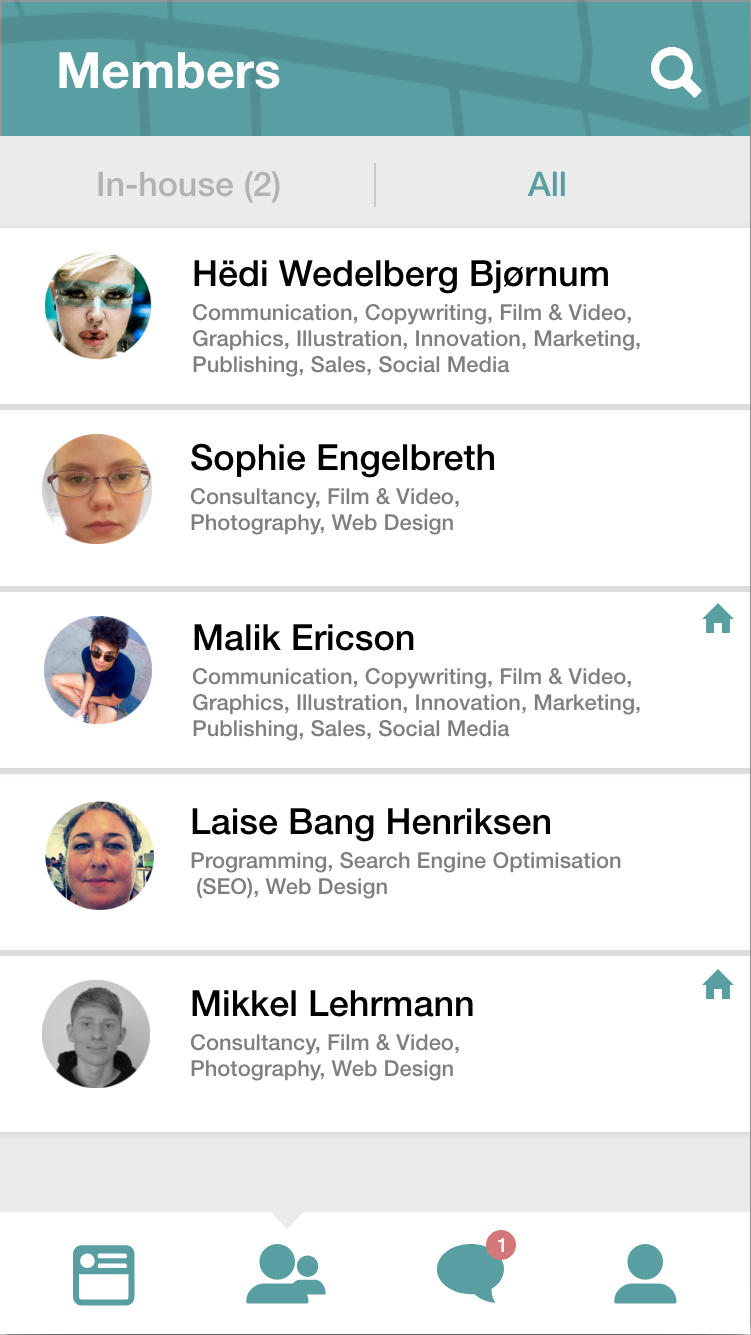 Members
In-house (2)
All
Hëdi Wedelberg Bjørnum
Communication, Copywriting, Film & Video,
Graphics, Illustration, Innovation, Marketing,
Publishing, Sales, Social Media
Sophie Engelbreth
Consultancy, Film & Video,
Photography, Web Design
Malik Ericson
Communication, Copywriting, Film & Video,
Graphics, Illustration, Innovation, Marketing,
Publishing, Sales, Social Media
Laise Bang Henriksen
Programming, Search Engine Optimisation
(SEO), Web Design
Mikkel Lehrmann
Consultancy, Film & Video,
Photography, Web Design
1